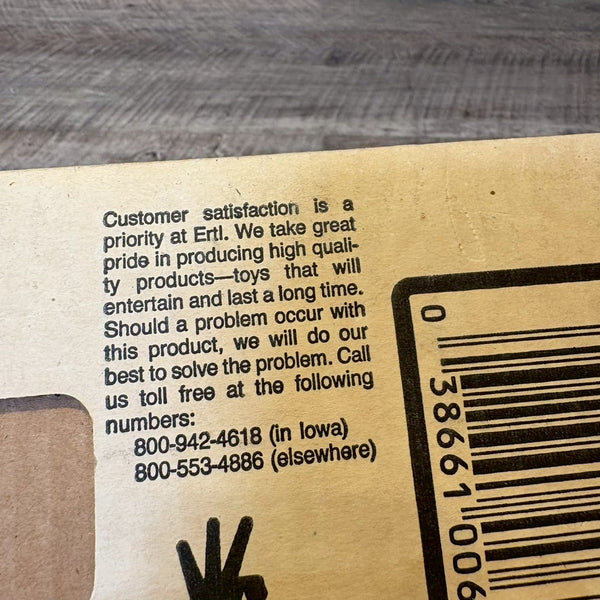 Customer satisfaction is a
priority at Ertl. We take great
pride in producing high quali-
ty products—toys that will
entertain and last a long time.
Should a problem occur with
this product, we will do our
best to solve the problem. Call
us toll free at the following
numbers:
800-942-4618 (in Iowa)
800-553-4886 (elsewhere)
0
38661 006